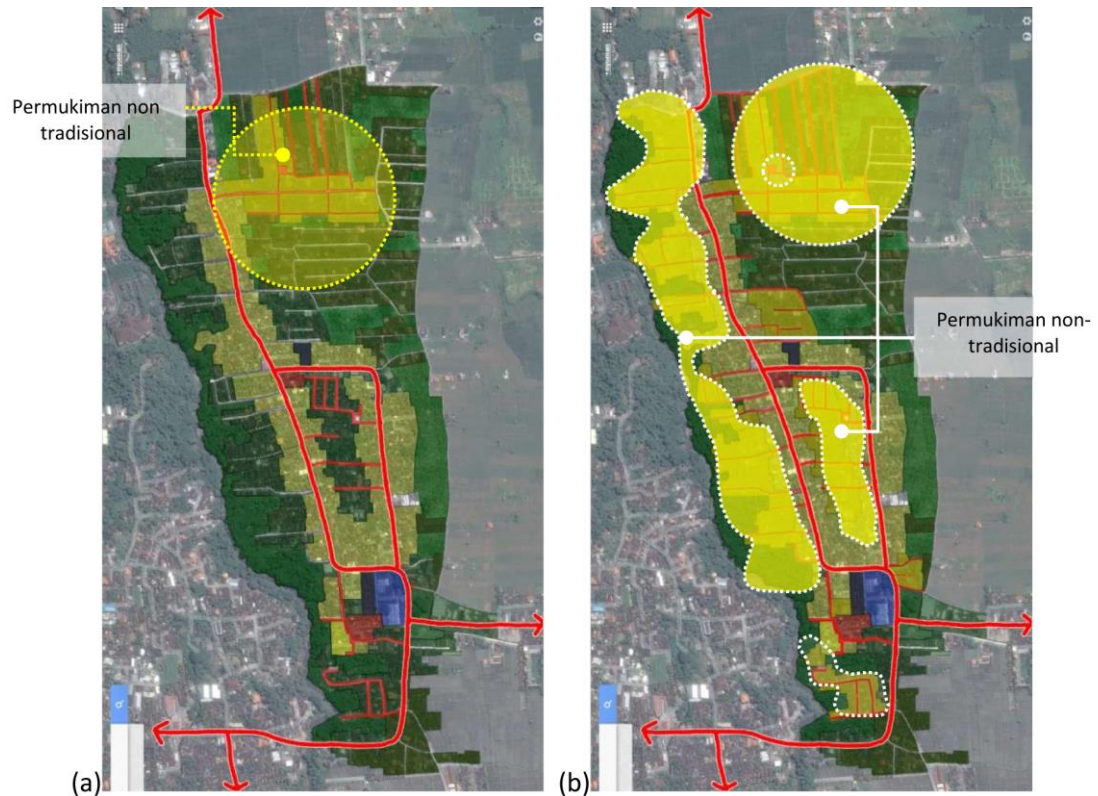 Permukiman non
tradisional
Permukiman non-
tradisional
(a)
(b)